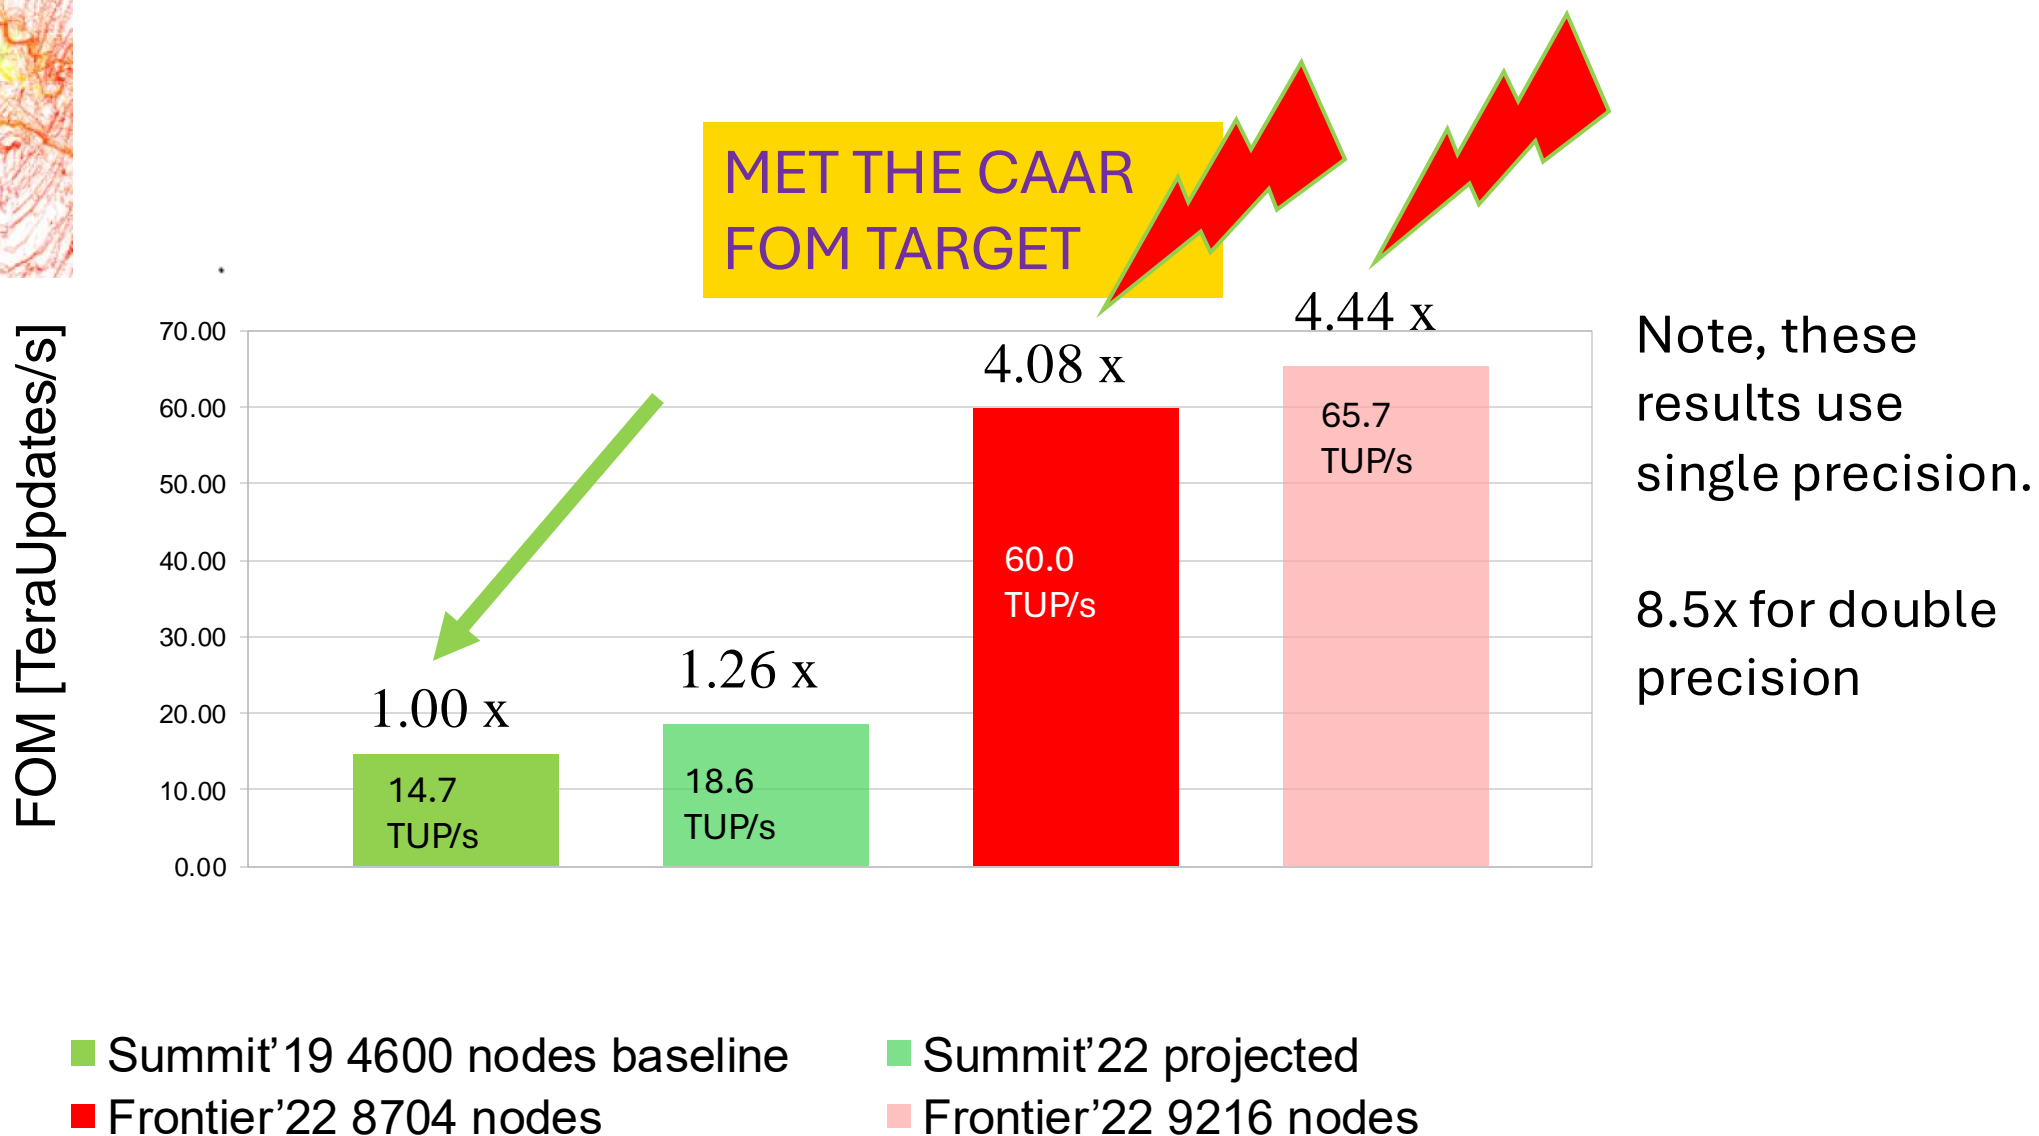 MET THE CAAR
FOM TARGET
FOM [TeraUpdates/s]
70.00
60.00
50.00
40.00
30.00
20.00
10.00
0.00
1.00 x
14.7
TUP/s
1.26 x
18.6
TUP/s
4.08 x
60.0
TUP/s
4.44 x
65.7
TUP/s
Note, these
results use
single precision.
8.5x for double
precision
Summit’19 4600 nodes baseline
Summit’22 projected
Frontier’22 8704 nodes
Frontier’22 9216 nodes